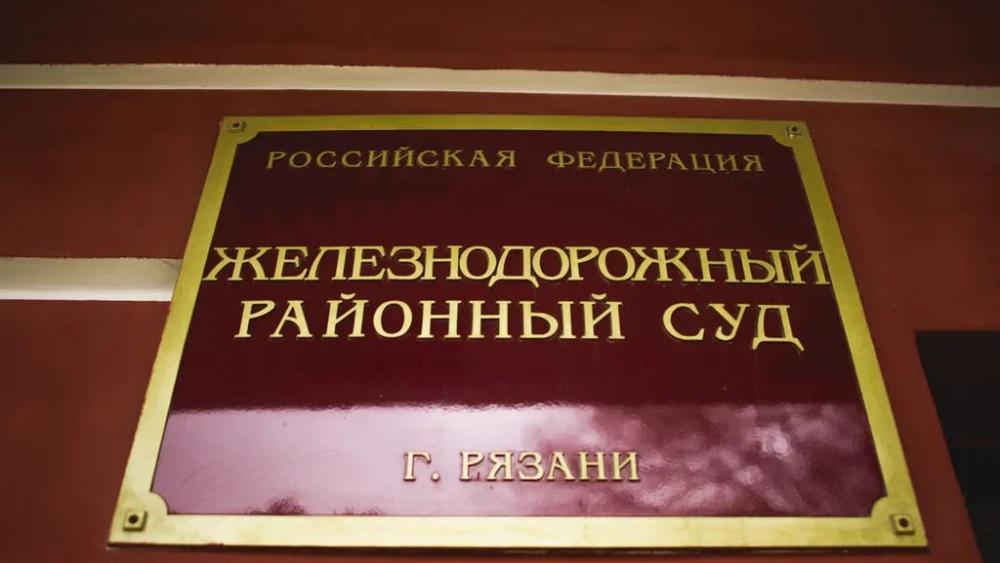 РОССИЙСКАЯ ФЕДЕРАЦИЯ
ЖЕЛЕЗНОДОРОЖНЫЙ
РАЙОННЫЙ СУД
Г. РЯЗАНИ